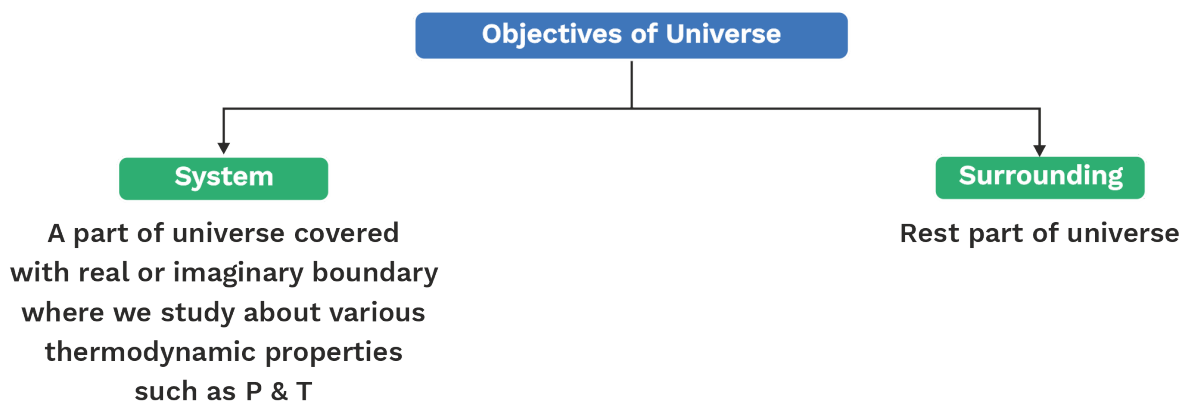 Objectives of Universe
System
A part of universe covered
with real or imaginary boundary
where we study about various
thermodynamic properties
such as P & T
Surrounding
Rest part of universe